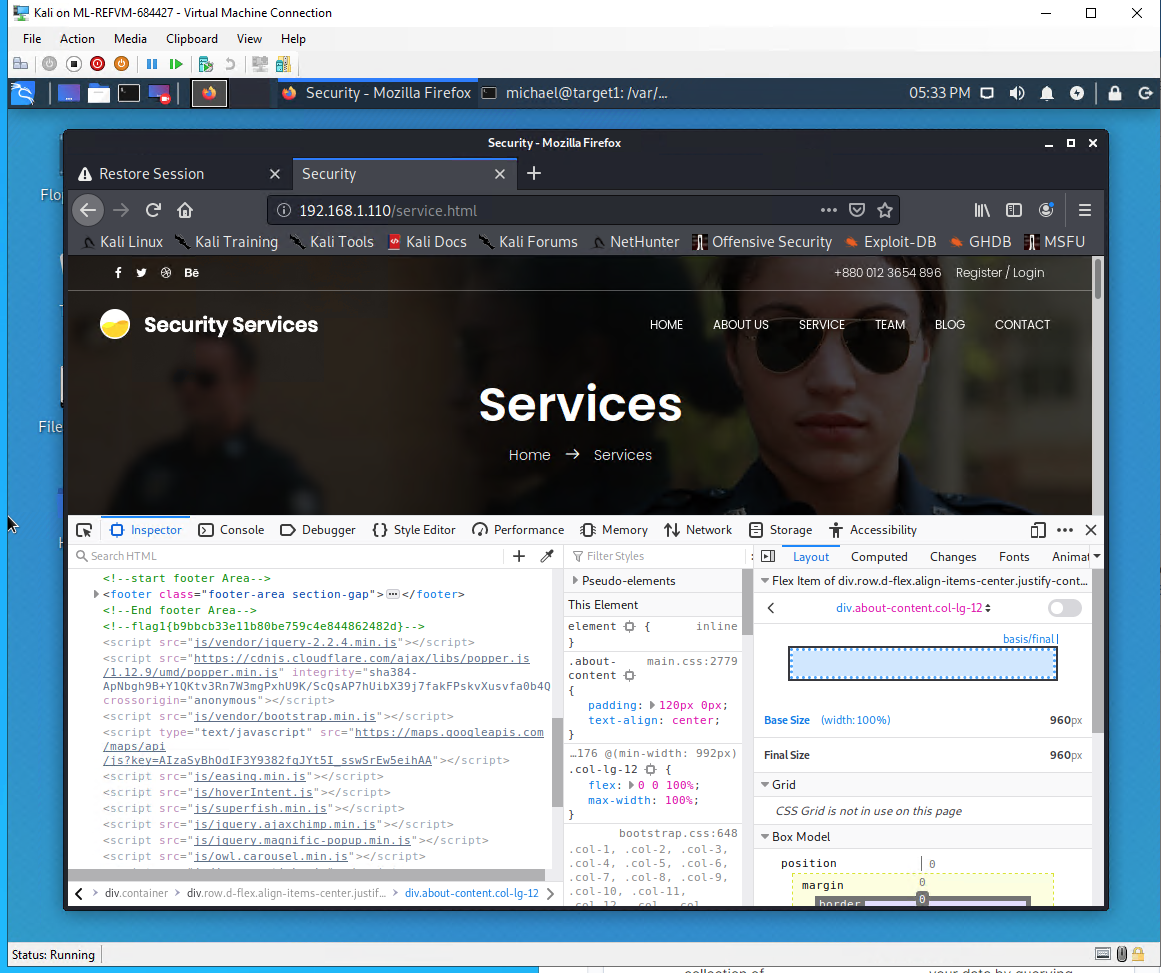 Kali on ML-REFVM-684427 - Virtual Machine Connection
File Action Media Clipboard View Help
Security - Mozilla Firefox
michael@target1: /var/...
05:33 PM
Flop
File
Security - Mozilla Firefox
Restore Session
Security
192.168.1.110/service.html
Kali Linux Kali Training Kali Tools Kali Docs Kali Forums NetHunter Offensive Security Exploit-DB GHDB MSFU
+880 012 3654 896 Register / Login
Security Services
HOME ABOUT US SERVICE TEAM BLOG CONTACT
Services
Home → Services
Inspector Console Debugger Style Editor Performance Memory Network Storage Accessibility
Search HTML
<!--start footer Area-->
<footer class="footer-area section-gap">...</footer>
<!--End footer Area-->
<!--flag1{b9bbcb33e11b80be759c4e844862482d}-->
<script src="js/vendor/jquery-2.2.4.min.js"></script>
<script src="https://cdnjs.cloudflare.com/ajax/libs/popper.js
/1.12.9/umd/popper.min.js" integrity="sha384-
ApNbgh9B+Y1QKtv3Rn7W3mgPxhU9K/ScQsAP7hUibX39j7fakFPskvXusvfa0b4Q
crossorigin="anonymous"></script>
<script src="js/vendor/bootstrap.min.js"></script>
<script type="text/javascript" src="https://maps.googleapis.com
/maps/api
/js?key=AIzaSyBhOdIF3Y9382fqJYt5I_sswSrEw5eihAA"></script>
<script src="js/easing.min.js"></script>
<script src="js/hoverIntent.js"></script>
<script src="js/superfish.min.js"></script>
<script src="js/jquery.ajaxchimp.min.js"></script>
<script src="js/jquery.magnific-popup.min.js"></script>
<script src="js/owl.carousel.min.js"></script>
div.container > div.row.d-flex.align-items-center.justif... > div.about-content.col-lg-12
Filter Styles
Pseudo-elements
This Element
element { inline
}
.about- main.css:2779
content
{
padding: 120px 0px;
text-align: center;
}
…176 @(min-width: 992px)
.col-lg-12 {
flex: 0 0 100%;
max-width: 100%;
}
bootstrap.css:648
.col-1, .col-2, .col-3,
.col-4, .col-5, .col-6,
.col-7, .col-8, .col-9,
.col-10, .col-11,
.col-12, .col, .col-
Layout Computed Changes Fonts Animat
Flex Item of div.row.d-flex.align-items-center.justify-cont...
div.about-content.col-lg-12
basis/final
Base Size (width: 100%) 960px
Final Size 960px
Grid
CSS Grid is not in use on this page
Box Model
position 0
margin 0
border 0
Status: Running
collection of
your data by querying